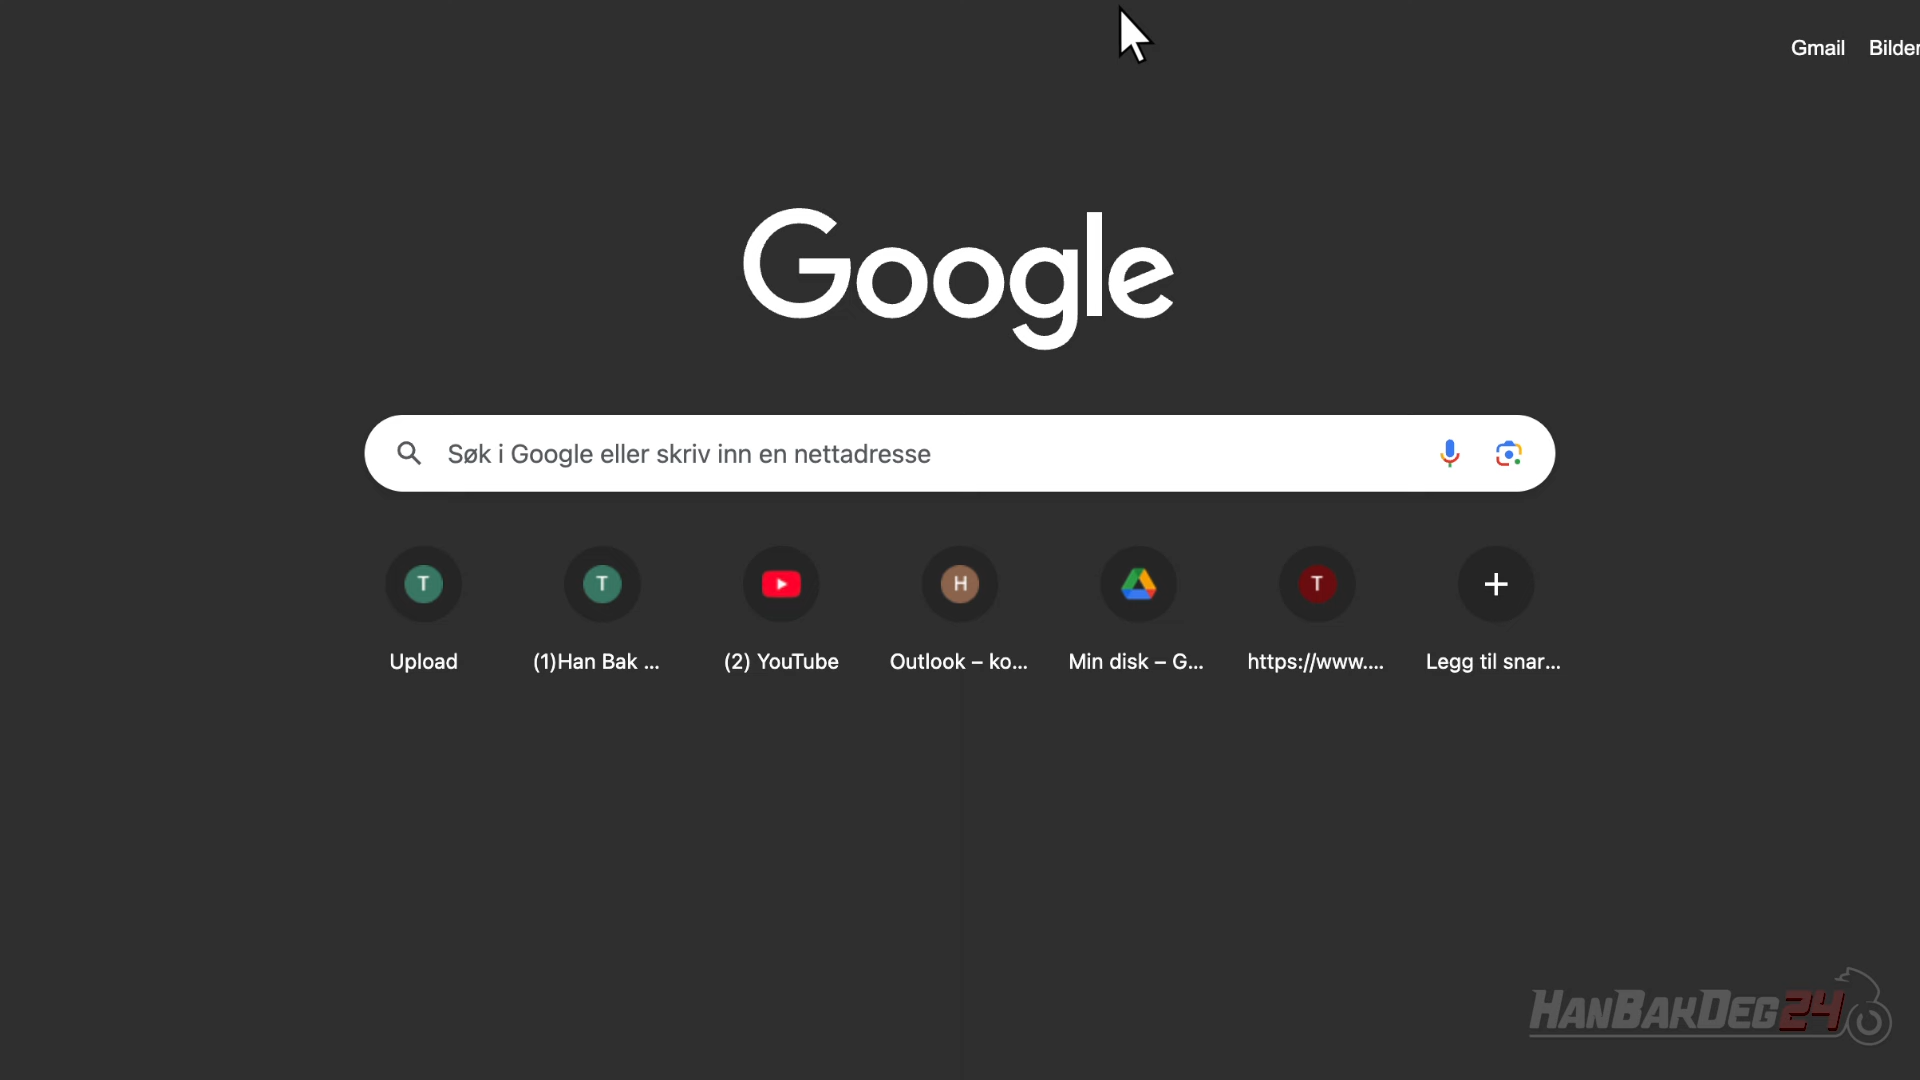 Gmail Bilder
Google
Søk i Google eller skriv inn en nettadresse
T T H T
Upload (1)Han Bak ... (2) YouTube Outlook – ko... Min disk – G... https://www.... Legg til snar...
HANBAKDEG24